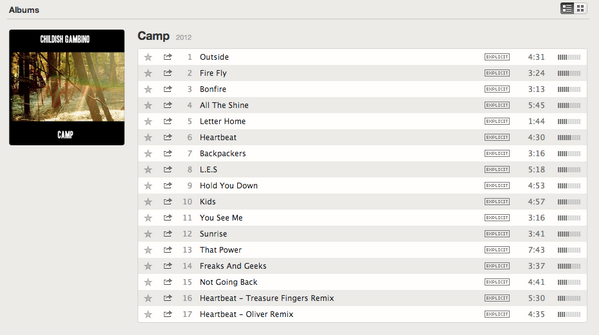 Albums
CHILDISH GAMBINO
CAMP
Camp 2012
1 Outside EXPLICIT 4:31
2 Fire Fly EXPLICIT 3:24
3 Bonfire EXPLICIT 3:13
4 All The Shine EXPLICIT 5:45
5 Letter Home EXPLICIT 1:44
6 Heartbeat EXPLICIT 4:30
7 Backpackers EXPLICIT 3:16
8 L.E.S EXPLICIT 5:18
9 Hold You Down EXPLICIT 4:53
10 Kids EXPLICIT 4:57
11 You See Me EXPLICIT 3:16
12 Sunrise EXPLICIT 3:41
13 That Power EXPLICIT 7:43
14 Freaks And Geeks EXPLICIT 3:37
15 Not Going Back EXPLICIT 4:41
16 Heartbeat - Treasure Fingers Remix EXPLICIT 5:30
17 Heartbeat - Oliver Remix EXPLICIT 4:35